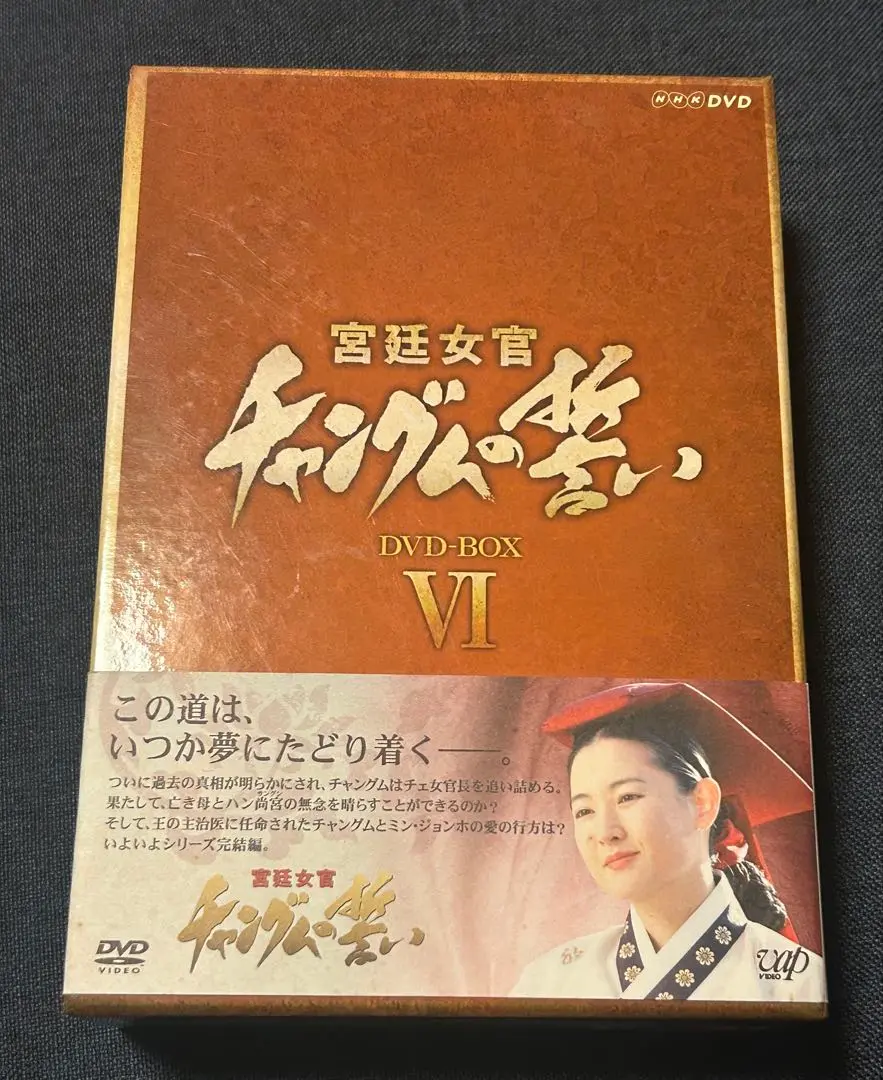 NHK DVD
宮廷女官
チャングムの誓い
DVD-BOX
VI
この道は、
いつか夢にたどり着く──。
ついに過去の真相が明らかにされ、チャングムはチェ女官長を追い詰める。
果たして、亡き母とハン尚宮の無念を晴らすことができるのか?
サングン
そして、王の主治医に任命されたチャングムとミン・ジョンホの愛の行方は?
いよいよシリーズ完結編。
宮廷女官
チャングムの誓い
DVD
VIDEO
vap
VIDEO